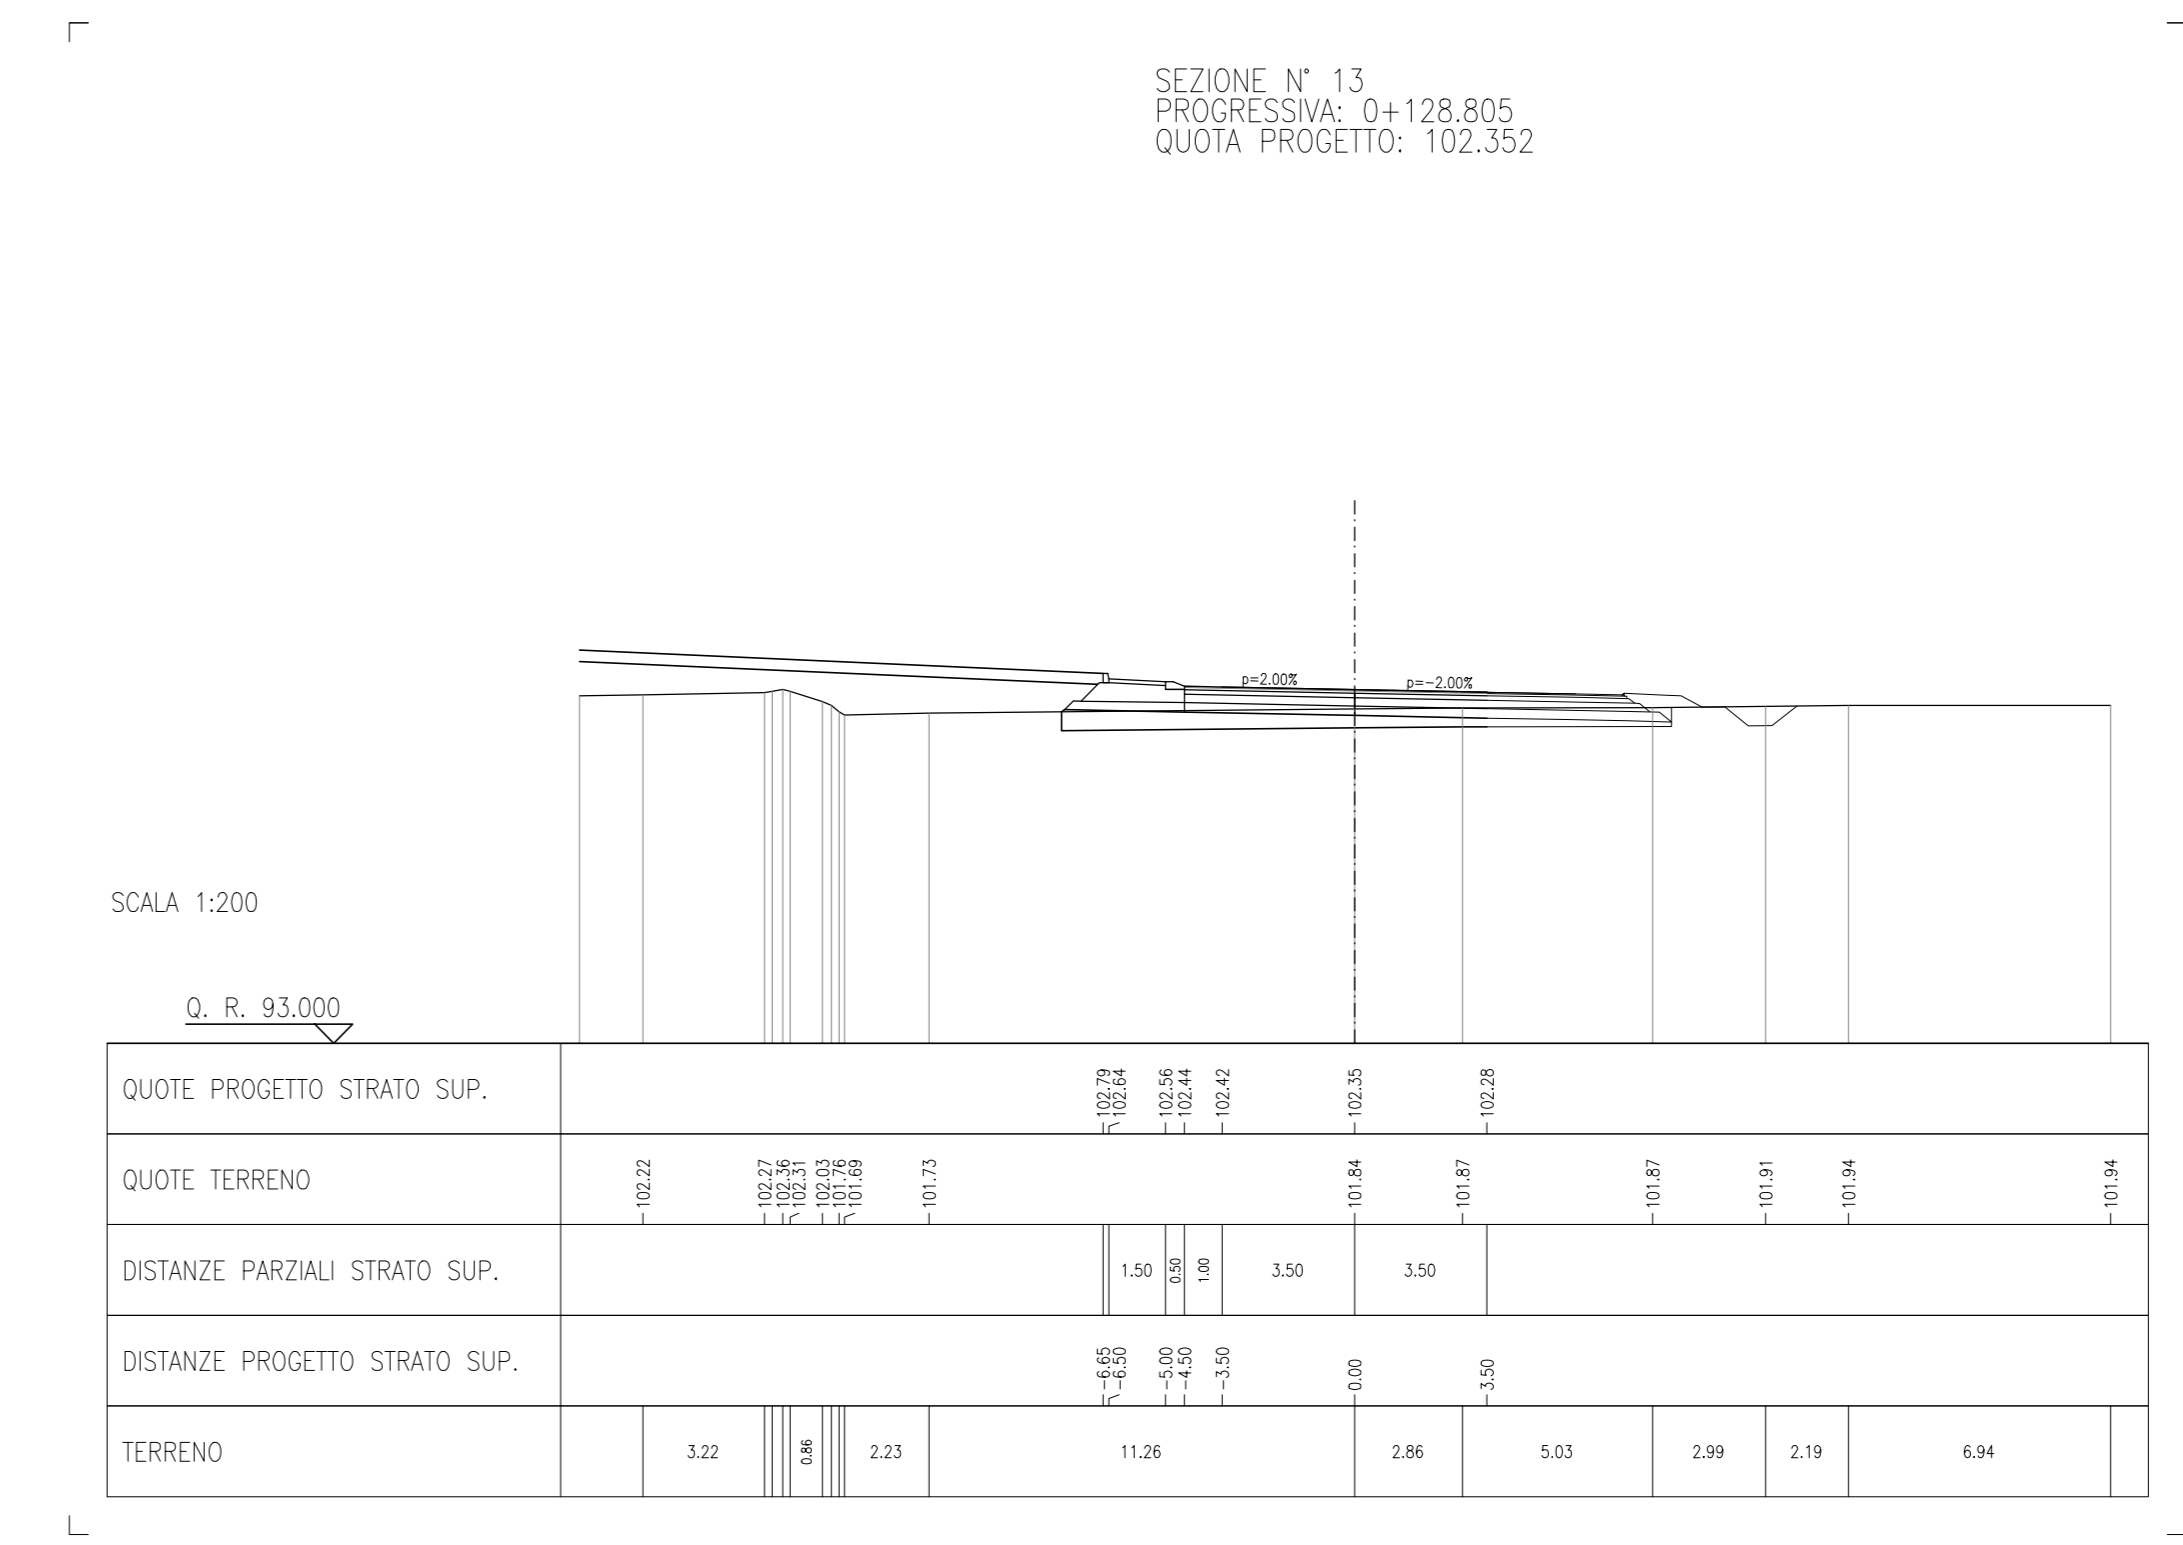 SEZIONE N° 13
PROGRESSIVA: 0+128.805
QUOTA PROGETTO: 102.352
p=2.00%
p=-2.00%
SCALA 1:200
Q. R. 93.000
QUOTE PROGETTO STRATO SUP. 102.79 102.64 102.56 102.44 102.42 102.35 102.28
QUOTE TERRENO 102.22 102.27 102.36 102.31 102.03 101.76 101.69 101.73 101.84 101.87 101.87 101.91 101.94 101.94
DISTANZE PARZIALI STRATO SUP. 1.50 0.50 1.00 3.50 3.50
DISTANZE PROGETTO STRATO SUP. -6.65 -6.50 -5.00 -4.50 -3.50 0.00 3.50
TERRENO 3.22 0.86 2.23 11.26 2.86 5.03 2.99 2.19 6.94